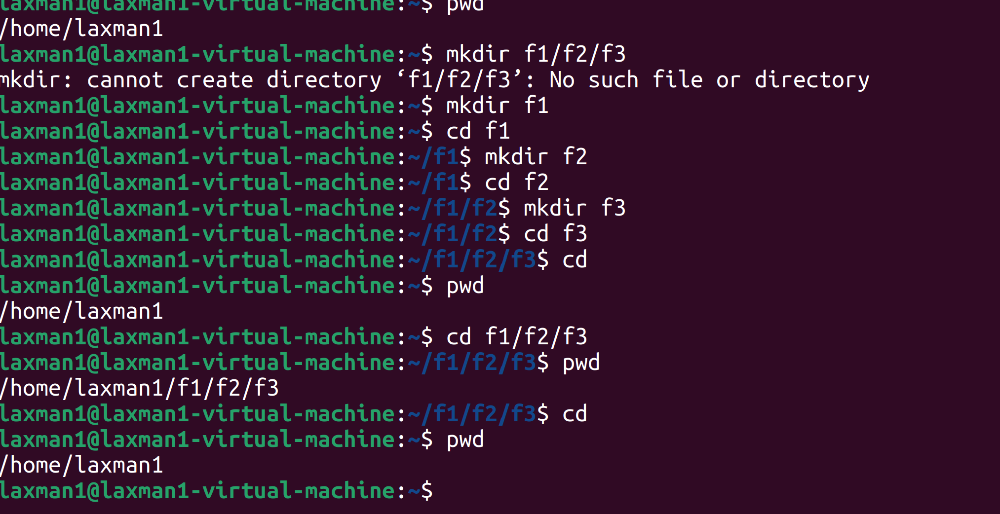 laxman1@laxman1-virtual-machine:~$ pwd
/home/laxman1
laxman1@laxman1-virtual-machine:~$ mkdir f1/f2/f3
mkdir: cannot create directory ‘f1/f2/f3’: No such file or directory
laxman1@laxman1-virtual-machine:~$ mkdir f1
laxman1@laxman1-virtual-machine:~$ cd f1
laxman1@laxman1-virtual-machine:~/f1$ mkdir f2
laxman1@laxman1-virtual-machine:~/f1$ cd f2
laxman1@laxman1-virtual-machine:~/f1/f2$ mkdir f3
laxman1@laxman1-virtual-machine:~/f1/f2$ cd f3
laxman1@laxman1-virtual-machine:~/f1/f2/f3$ cd
laxman1@laxman1-virtual-machine:~$ pwd
/home/laxman1
laxman1@laxman1-virtual-machine:~$ cd f1/f2/f3
laxman1@laxman1-virtual-machine:~/f1/f2/f3$ pwd
/home/laxman1/f1/f2/f3
laxman1@laxman1-virtual-machine:~/f1/f2/f3$ cd
laxman1@laxman1-virtual-machine:~$ pwd
/home/laxman1
laxman1@laxman1-virtual-machine:~$